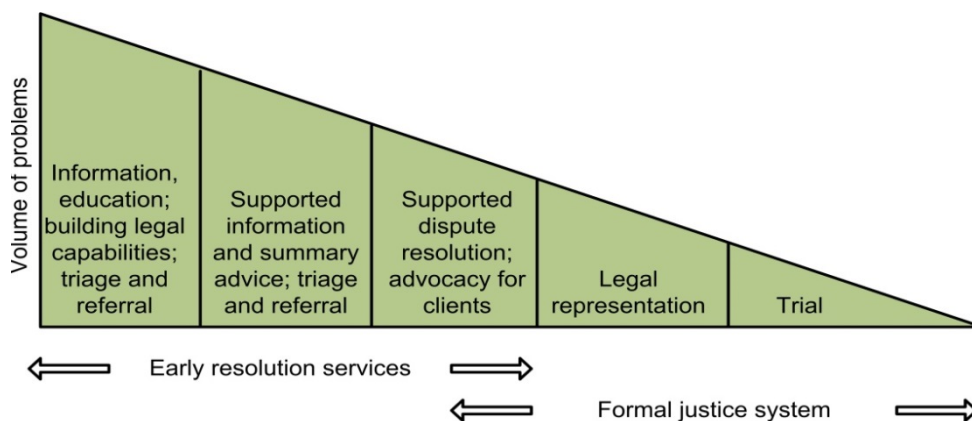 Volume of problems
Information,
education;
building legal
capabilities;
triage and
referral
Supported
information
and summary
advice; triage
and referral
Supported
dispute
resolution;
advocacy for
clients
Legal
representation
Trial
Early resolution services
Formal justice system